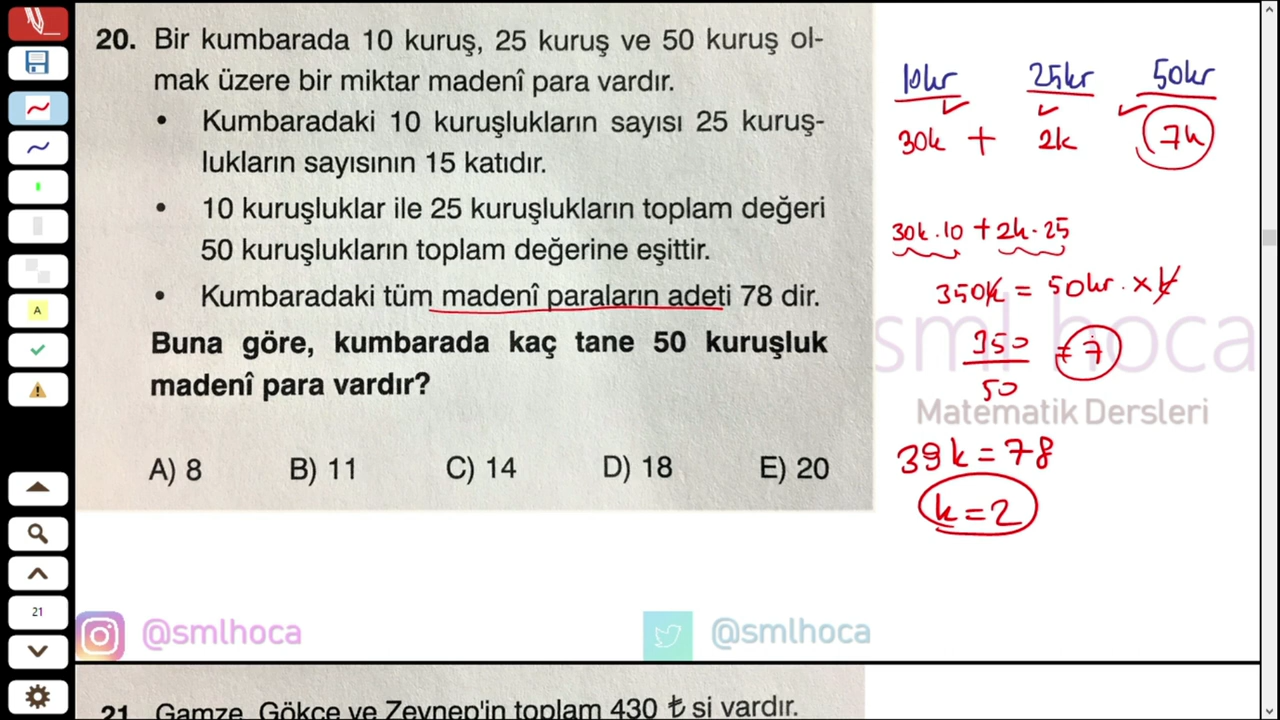 20. Bir kumbarada 10 kuruş, 25 kuruş ve 50 kuruş ol-
mak üzere bir miktar madenî para vardır.
• Kumbaradaki 10 kuruşlukların sayısı 25 kuruş-
lukların sayısının 15 katıdır.
• 10 kuruşluklar ile 25 kuruşlukların toplam değeri
50 kuruşlukların toplam değerine eşittir.
• Kumbaradaki tüm madenî paraların adeti 78 dir.
Buna göre, kumbarada kaç tane 50 kuruşluk
madenî para vardır?
A) 8 B) 11 C) 14 D) 18 E) 20
10kr 25kr 50kr
30k + 2k 7k
30k.10 + 2k.25
350k = 50kr. x k
350
50
= 7
39k = 78
k = 2
sml hoca
Matematik Dersleri
@smlhoca @smlhoca
21. Gamze, Gökçe ve Zeynep'in toplam 430 ₺ si vardır.
A
21